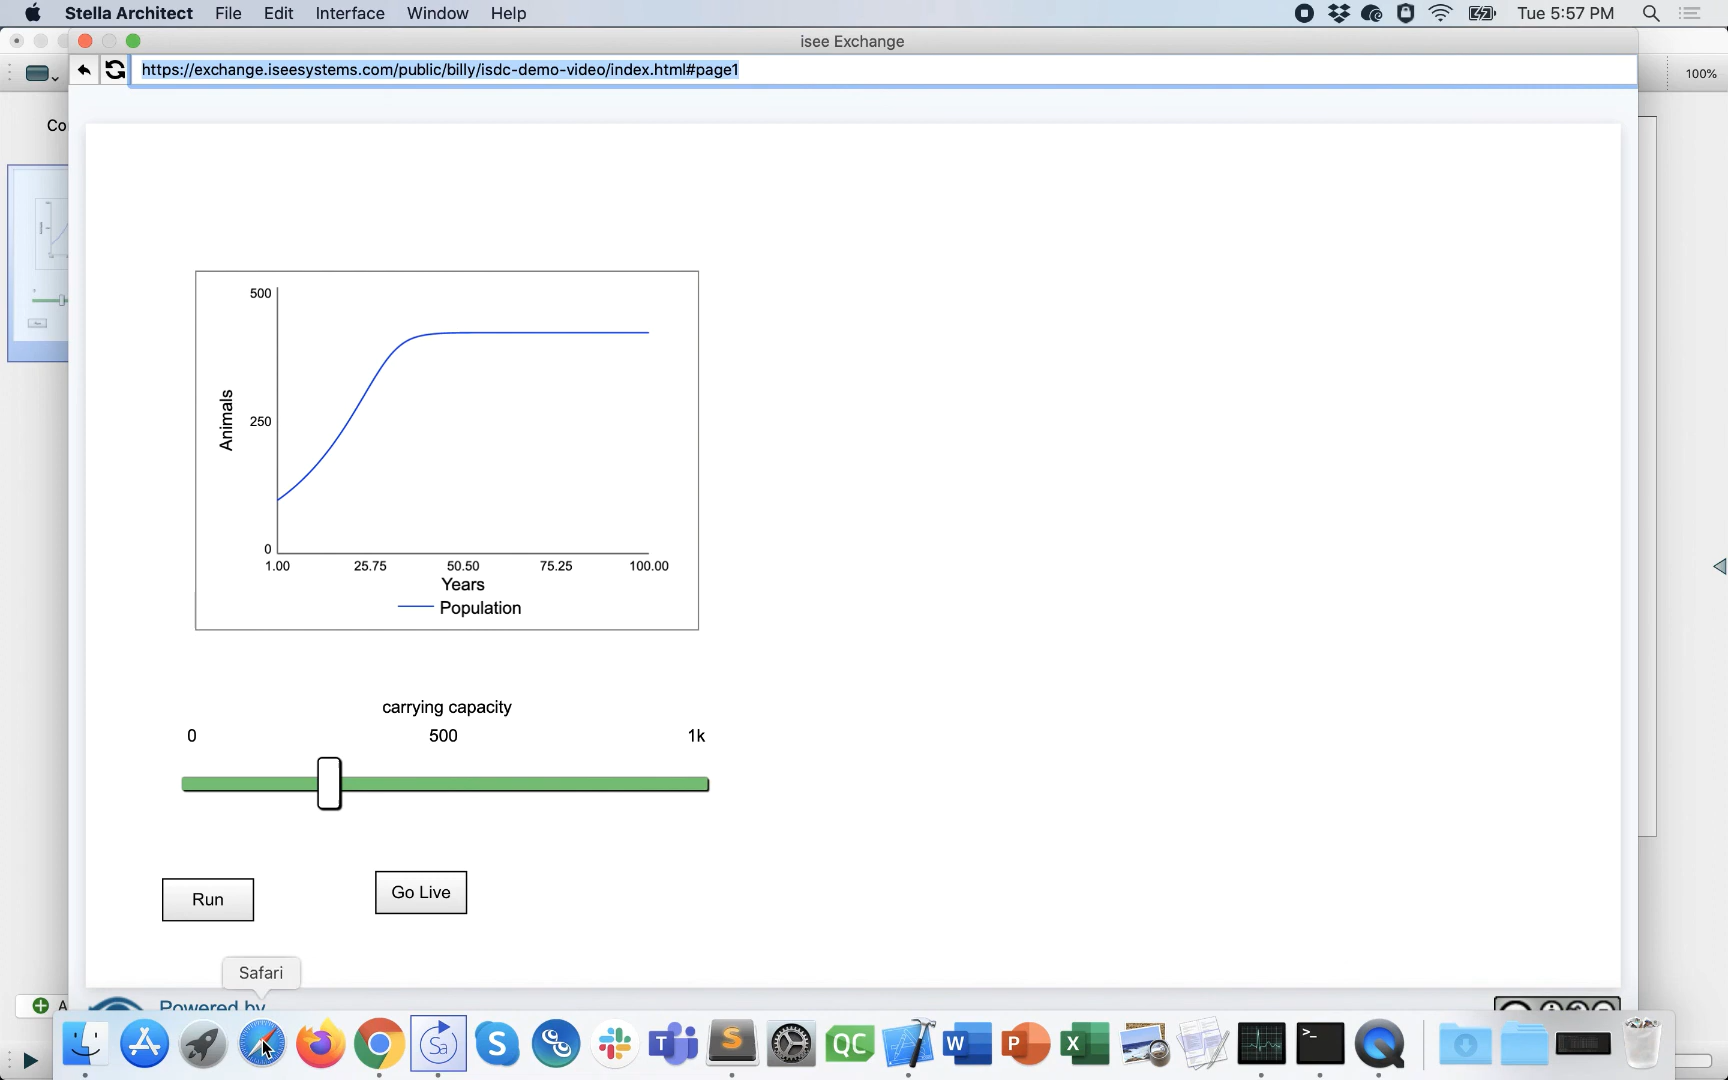 Stella Architect File Edit Interface Window Help Tue 5:57 PM
isee Exchange
https://exchange.iseesystems.com/public/billy/isdc-demo-video/index.html#page1
100%
Co
500
250
0
Animals
1.00 25.75 50.50 75.25 100.00
Years
Population
carrying capacity
0 500 1k
Run
Go Live
Safari
A
Powered by
Sa S T S QC W P X >_